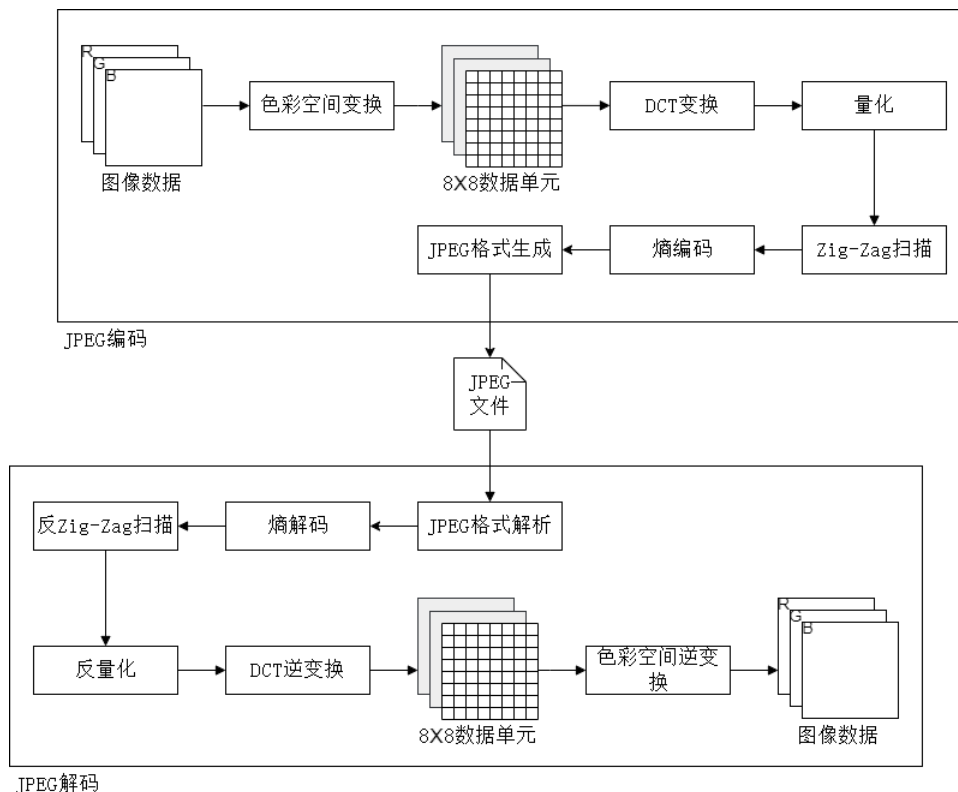 R
G
B
色彩空间变换
DCT变换
量化
图像数据
8X8数据单元
JPEG格式生成
熵编码
Zig-Zag扫描
JPEG编码
JPEG
文件
反Zig-Zag扫描
熵解码
JPEG格式解析
R
G
B
反量化
DCT逆变换
色彩空间逆变
换
8X8数据单元
图像数据
JPEG解码